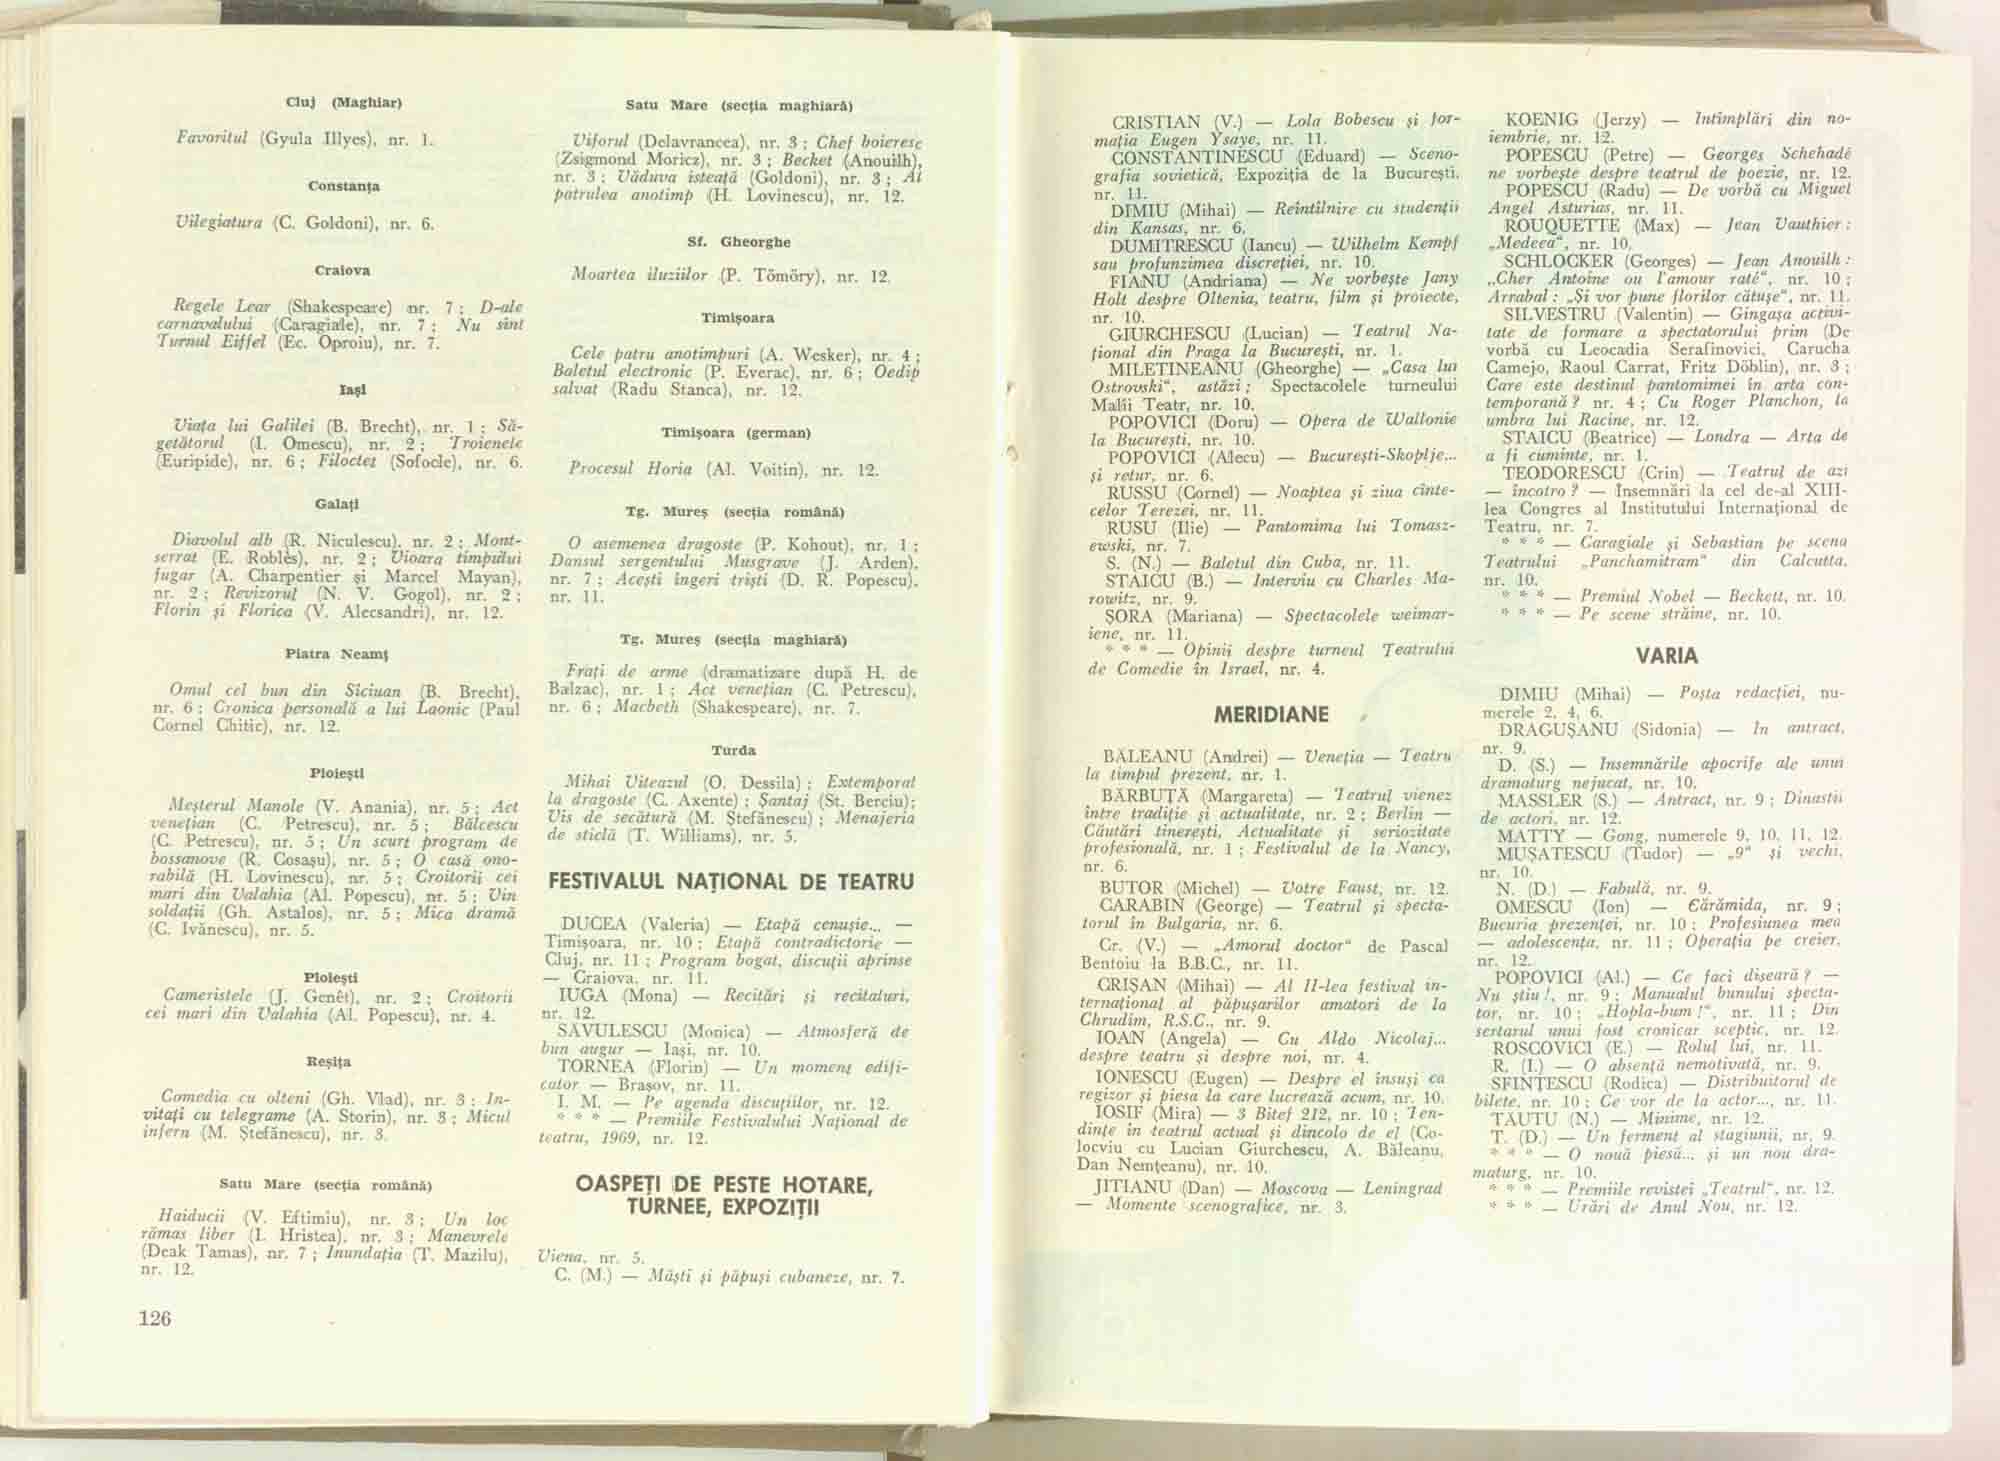 Cluj (Maghiar)
Favoritul (Gyula Illyes), nr. 1.
Constanța
Vilegiatura (C. Goldoni), nr. 6.
Craiova
Regele Lear (Shakespeare) nr. 7 ; D-ale
carnavalului (Caragiale), nr. 7 ; Nu sînt
Turnul Eiffel (Ec. Oproiu), nr. 7.
Iași
Viața lui Galilei (B. Brecht), nr. 1 ; Să-
getătorul (I. Omescu), nr. 2 ; Troienele
(Euripide), nr. 6 ; Filoctet (Sofocle), nr. 6.
Galați
Diavolul alb (R. Niculescu), nr. 2 ; Mont-
serrat (E. Roblès), nr. 2 ; Vioara timpului
fugar (A. Charpentier și Marcel Mayan),
nr. 2 ; Revizorul (N. V. Gogol), nr. 2 ;
Florin și Florica (V. Alecsandri), nr. 12.
Piatra Neamț
Omul cel bun din Siciuan (B. Brecht),
nr. 6 ; Cronica personală a lui Laonic (Paul
Cornel Chitic), nr. 12.
Ploiești
Meșterul Manole (V. Anania), nr. 5 ; Act
venețian (C. Petrescu), nr. 5 ; Bălcescu
(C. Petrescu), nr. 5 ; Un scurt program de
bossanove (R. Cosașu), nr. 5 ; O casă ono-
rabilă (H. Lovinescu), nr. 5 ; Croitorii cei
mari din Valahia (Al. Popescu), nr. 5 ; Vin
soldații (Gh. Astalos), nr. 5 ; Mica dramă
(C. Ivănescu), nr. 5.
Ploiești
Cameristele (J. Genêt), nr. 2 ; Croitorii
cei mari din Valahia (Al. Popescu), nr. 4.
Reșița
Comedia cu olteni (Gh. Vlad), nr. 3 ; In-
vitați cu telegrame (A. Storin), nr. 3 ; Micul
infern (M. Ștefănescu), nr. 3.
Satu Mare (secția română)
Haiducii (V. Eftimiu), nr. 3 ; Un loc
rămas liber (I. Hristea), nr. 3 ; Manevrele
(Deak Tamas), nr. 7 ; Inundația (T. Mazilu),
nr. 12.
126
Satu Mare (secția maghiară)
Viforul (Delavrancea), nr. 3 ; Chef boieresc
(Zsigmond Moricz), nr. 3 ; Becket (Anouilh),
nr. 3 ; Văduva isteață (Goldoni), nr. 3 ; Al
patrulea anotimp (H. Lovinescu), nr. 12.
Sf. Gheorghe
Moartea iluziilor (P. Tömöry), nr. 12.
Timișoara
Cele patru anotimpuri (A. Wesker), nr. 4 ;
Baletul electronic (P. Everac), nr. 6 ; Oedip
salvat (Radu Stanca), nr. 12.
Timișoara (german)
Procesul Horia (Al. Voitin), nr. 12.
Tg. Mureș (secția română)
O asemenea dragoste (P. Kohout), nr. 1 ;
Dansul sergentului Musgrave (J. Arden),
nr. 7 ; Acești îngeri triști (D. R. Popescu),
nr. 11.
Tg. Mureș (secția maghiară)
Frați de arme (dramatizare după H. de
Balzac), nr. 1 ; Act venețian (C. Petrescu),
nr. 6 ; Macbeth (Shakespeare), nr. 7.
Turda
Mihai Viteazul (O. Dessila) ; Extemporal
la dragoste (C. Axente) ; Șantaj (St. Berciu) ;
Vis de secătură (M. Ștefănescu) ; Menajeria
de sticlă (T. Williams), nr. 5.
FESTIVALUL NAȚIONAL DE TEATRU
DUCEA (Valeria) — Etapă cenușie... —
Timișoara, nr. 10 ; Etapă contradictorie —
Cluj, nr. 11 ; Program bogat, discuții aprinse
— Craiova, nr. 11.
IUGA (Mona) — Recitări și recitaluri,
nr. 12.
SĂVULESCU (Monica) — Atmosferă de
bun augur — Iași, nr. 10.
TORNEA (Florin) — Un moment edifi-
cator — Brașov, nr. 11.
I. M. — Pe agenda discuțiilor, nr. 12.
* * * — Premiile Festivalului Național de
teatru, 1969, nr. 12.
OASPEȚI DE PESTE HOTARE,
TURNEE, EXPOZIȚII
Viena, nr. 5.
C. (M.) — Măști și păpuși cubaneze, nr. 7.
CRISTIAN (V.) — Lola Bobescu și for-
mația Eugen Ysaye, nr. 11.
CONSTANTINESCU (Eduard) — Sceno-
grafia sovietică, Expoziția de la București,
nr. 11.
DIMIU (Mihai) — Reîntîlnire cu studenții
din Kansas, nr. 6.
DUMITRESCU (Iancu) — Wilhelm Kempf
sau profunzimea discreției, nr. 10.
FIANU (Andriana) — Ne vorbește Jany
Holt despre Oltenia, teatru, film și proiecte,
nr. 10.
GIURCHESCU (Lucian) — Teatrul Na-
țional din Praga la București, nr. 1.
MILETINEANU (Gheorghe) — „Casa lui
Ostrovski“, astăzi ; Spectacolele turneului
Malîi Teatr, nr. 10.
POPOVICI (Doru) — Opera de Wallonie
la București, nr. 10.
POPOVICI (Alecu) — București-Skoplje...
și retur, nr. 6.
RUSSU (Cornel) — Noaptea și ziua cînte-
celor Terezei, nr. 11.
RUSU (Ilie) — Pantomima lui Tomasz-
ewski, nr. 7.
S. (N.) — Baletul din Cuba, nr. 11.
STAICU (B.) — Interviu cu Charles Ma-
rowitz, nr. 9.
ȘORA (Mariana) — Spectacolele weimar-
iene, nr. 11.
* * * — Opinii despre turneul Teatrului
de Comedie în Israel, nr. 4.
MERIDIANE
BĂLEANU (Andrei) — Veneția — Teatru
la timpul prezent, nr. 1.
BĂRBUȚĂ (Margareta) — Teatrul vienez
între tradiție și actualitate, nr. 2 ; Berlin —
Căutări tinerești, Actualitate și seriozitate
profesională, nr. 1 ; Festivalul de la Nancy,
nr. 6.
BUTOR (Michel) — Votre Faust, nr. 12.
CARABIN (George) — Teatrul și specta-
torul în Bulgaria, nr. 6.
Cr. (V.) — „Amorul doctor“ de Pascal
Bentoiu la B.B.C., nr. 11.
CRIȘAN (Mihai) — Al II-lea festival in-
ternațional al păpușarilor amatori de la
Chrudim, R.S.C., nr. 9.
IOAN (Angela) — Cu Aldo Nicolaj...
despre teatru și despre noi, nr. 4.
IONESCU (Eugen) — Despre el însuși ca
regizor și piesa la care lucrează acum, nr. 10.
IOSIF (Mira) — 3 Bitef 212, nr. 10 ; Ten-
dințe în teatrul actual și dincolo de el (Co-
locviu cu Lucian Giurchescu, A. Băleanu,
Dan Nemțeanu), nr. 10.
JITIANU (Dan) — Moscova — Leningrad
— Momente scenografice, nr. 3.
KOENIG (Jerzy) — Intîmplări din no-
iembrie, nr. 12.
POPESCU (Petre) — Georges Schehadé
ne vorbește despre teatrul de poezie, nr. 12.
POPESCU (Radu) — De vorbă cu Miguel
Angel Asturias, nr. 11.
ROUQUETTE (Max) — Jean Vauthier :
„Medeea“, nr. 10.
SCHLOCKER (Georges) — Jean Anouilh :
„Cher Antoine ou l'amour raté“, nr. 10 ;
Arrabal : „Și vor pune florilor cătușe“, nr. 11.
SILVESTRU (Valentin) — Gingașa activi-
tate de formare a spectatorului prim (De
vorbă cu Leocadia Serafinovici, Carucha
Camejo, Raoul Carrat, Fritz Döblin), nr. 3 ;
Care este destinul pantomimei în arta con-
temporană ? nr. 4 ; Cu Roger Planchon, la
umbra lui Racine, nr. 12.
STAICU (Beatrice) — Londra — Arta de
a fi cuminte, nr. 1.
TEODORESCU (Crin) — Teatrul de azi
— încotro ? — Însemnări la cel de-al XIII-
lea Congres al Institutului Internațional de
Teatru, nr. 7.
* * * — Caragiale și Sebastian pe scena
Teatrului „Panchamitram“ din Calcutta,
nr. 10.
* * * — Premiul Nobel — Beckett, nr. 10.
* * * — Pe scene străine, nr. 10.
VARIA
DIMIU (Mihai) — Poșta redacției, nu-
merele 2, 4, 6.
DRĂGUȘANU (Sidonia) — In antract,
nr. 9.
D. (S.) — Insemnările apocrife ale unui
dramaturg nejucat, nr. 10.
MASSLER (S.) — Antract, nr. 9 ; Dinastii
de actori, nr. 12.
MATTY — Gong, numerele 9, 10, 11, 12.
MUȘATESCU (Tudor) — „9“ și vechi,
nr. 10.
N. (D.) — Fabulă, nr. 9.
OMESCU (Ion) — Cărămida, nr. 9 ;
Bucuria prezenței, nr. 10 ; Profesiunea mea
— adolescența, nr. 11 ; Operația pe creier,
nr. 12.
POPOVICI (Al.) — Ce faci diseară ? —
Nu știu !, nr. 9 ; Manualul bunului specta-
tor, nr. 10 ; „Hopla-bum !“, nr. 11 ; Din
sertarul unui fost cronicar sceptic, nr. 12.
ROSCOVICI (E.) — Rolul lui, nr. 11.
R. (I.) — O absență nemotivată, nr. 9.
SFINȚESCU (Rodica) — Distribuitorul de
bilete, nr. 10 ; Ce vor de la actor..., nr. 11.
TĂUTU (N.) — Minime, nr. 12.
T. (D.) — Un ferment al stagiunii, nr. 9.
* * * — O nouă piesă... și un nou dra-
maturg, nr. 10.
* * * — Premiile revistei „Teatrul“, nr. 12.
* * * — Urări de Anul Nou, nr. 12.